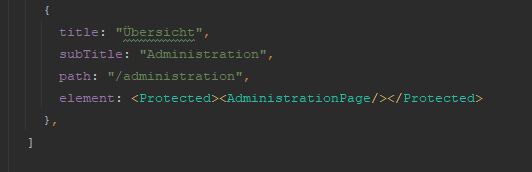 {
title: "Übersicht",
subTitle: "Administration",
path: "/administration",
element: <Protected><AdministrationPage/></Protected>
},
]